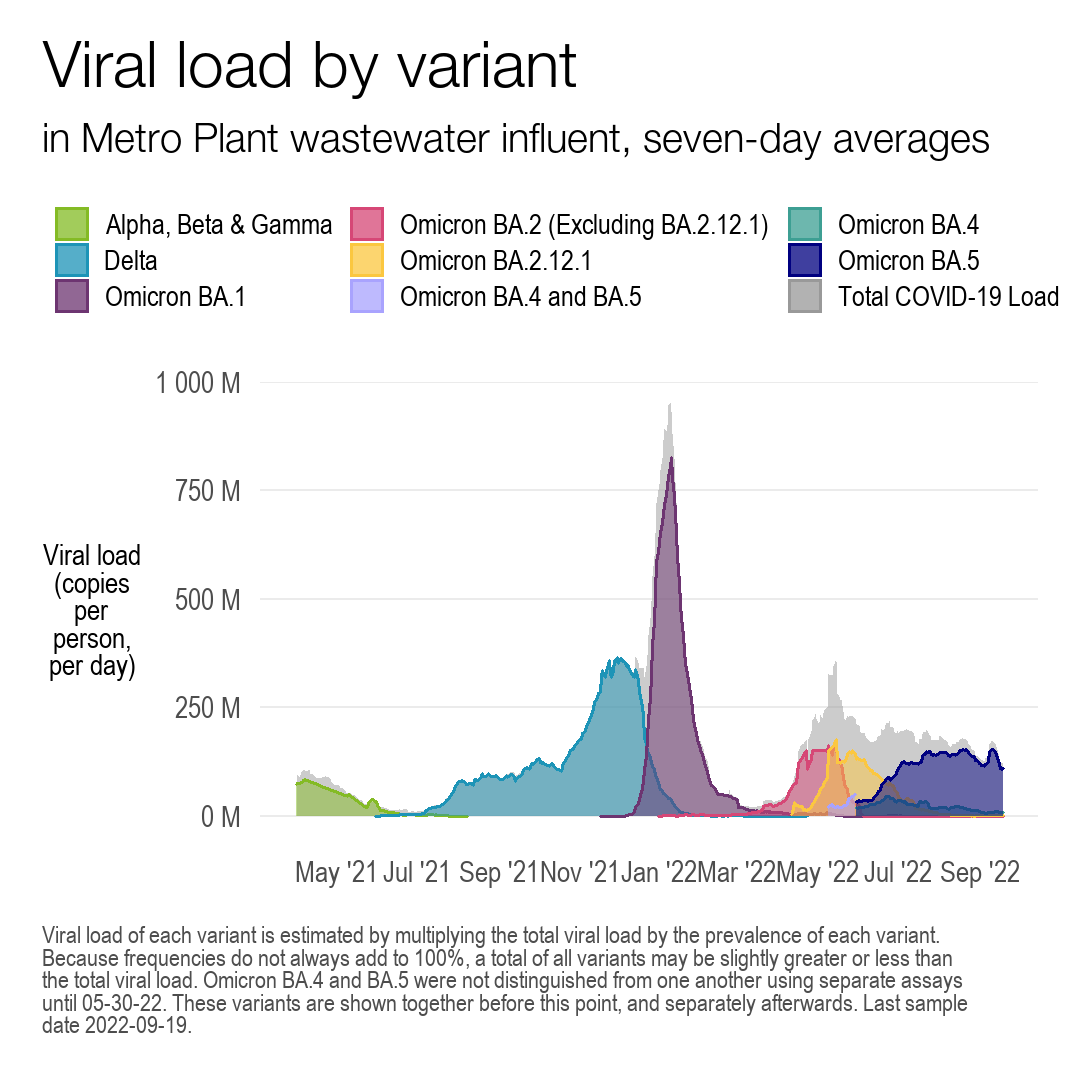 Viral load by variant
in Metro Plant wastewater influent, seven-day averages
Alpha, Beta & Gamma
Omicron BA.2 (Excluding BA.2.12.1)
Omicron BA.4
Delta
Omicron BA.2.12.1
Omicron BA.5
Omicron BA.1
Omicron BA.4 and BA.5
Total COVID-19 Load
1 000 M
750 M
500 M
250 M
0 M
Viral load
(copies
per
person,
per day)
May '21 Jul '21 Sep '21 Nov '21 Jan '22 Mar '22 May '22 Jul '22 Sep '22
Viral load of each variant is estimated by multiplying the total viral load by the prevalence of each variant.
Because frequencies do not always add to 100%, a total of all variants may be slightly greater or less than
the total viral load. Omicron BA.4 and BA.5 were not distinguished from one another using separate assays
until 05-30-22. These variants are shown together before this point, and separately afterwards. Last sample
date 2022-09-19.